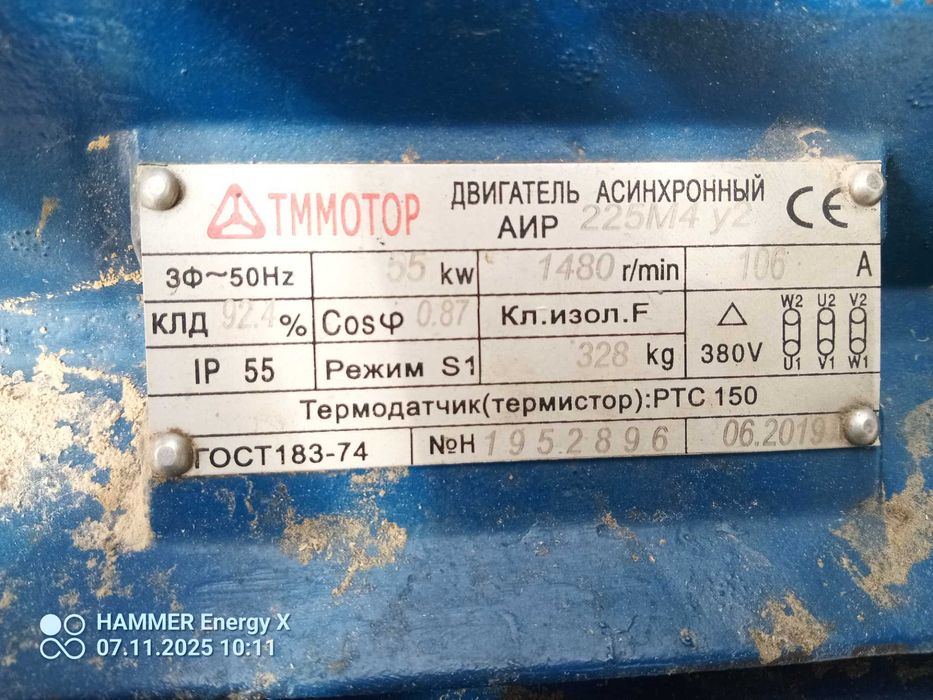 ТММОТОР ДВИГАТЕЛЬ АСИНХРОННЫЙ
АИР 225М4 у2 CE
3Ф~50Hz 55 kw 1480 r/min 106 A
КЛД 92.4 % Cosφ 0.87 Кл.изол.F
IP 55 Режим S1 328 kg
△ 380V
W2 U2 V2
U1 V1 W1
Термодатчик(термистор):РТС 150
ГОСТ183-74 №Н 1952896 06.2019
HAMMER Energy X
07.11.2025 10:11